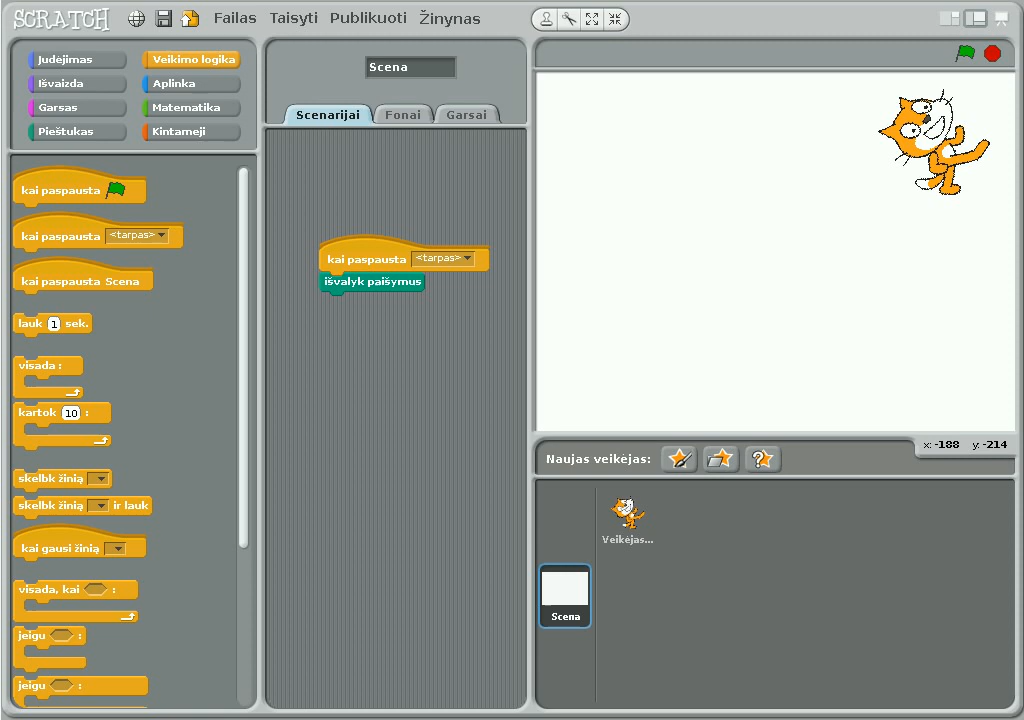 SCRATCH Failas Taisyti Publikuoti Žinynas
Judėjimas Veikimo logika
Išvaizda Aplinka
Garsas Matematika
Pieštukas Kintameji
kai paspausta
kai paspausta <tarpas>
kai paspausta Scena
lauk 1 sek.
visada :
kartok 10 :
skelbk žinią
skelbk žinią ir lauk
kai gausi žinią
visada, kai :
jeigu :
jeigu :
Scena
Scenarijai Fonai Garsai
kai paspausta <tarpas>
išvalyk paišymus
x: -188 y: -214
Naujas veikėjas:
Veikėjas...
Scena